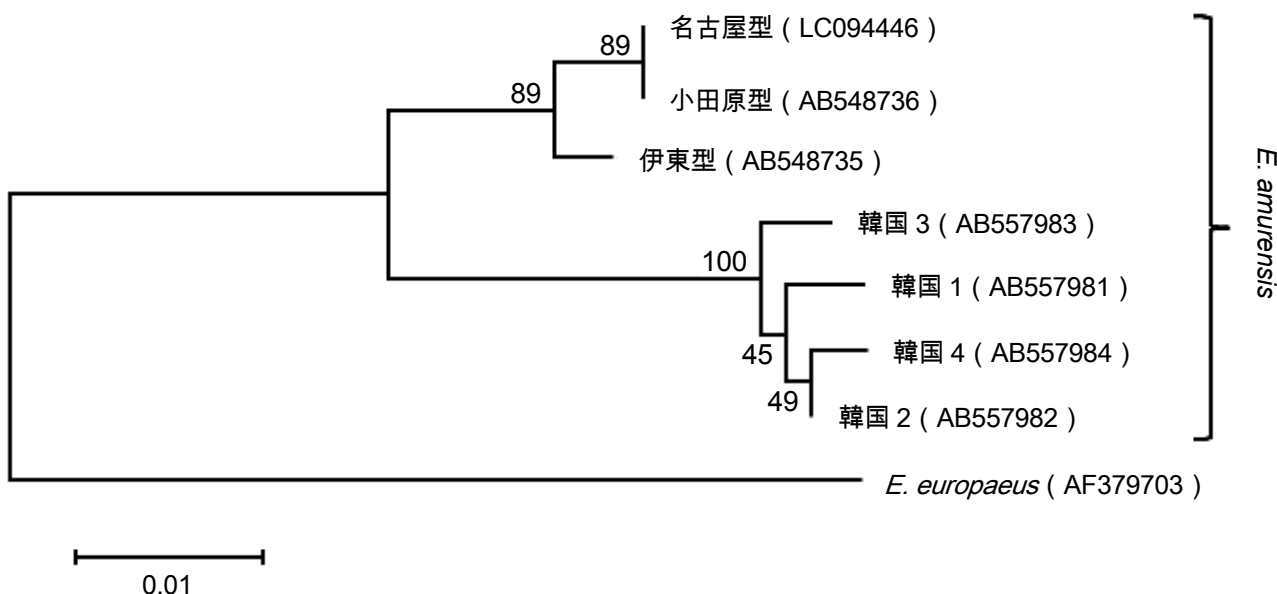 名古屋型 ( LC094446 )
89
小田原型 ( AB548736 )
89
伊東型 ( AB548735 )
韓国 3 ( AB557983 )
100
韓国 1 ( AB557981 )
45
韓国 4 ( AB557984 )
49
韓国 2 ( AB557982 )
E. amurensis
E. europaeus ( AF379703 )
0.01